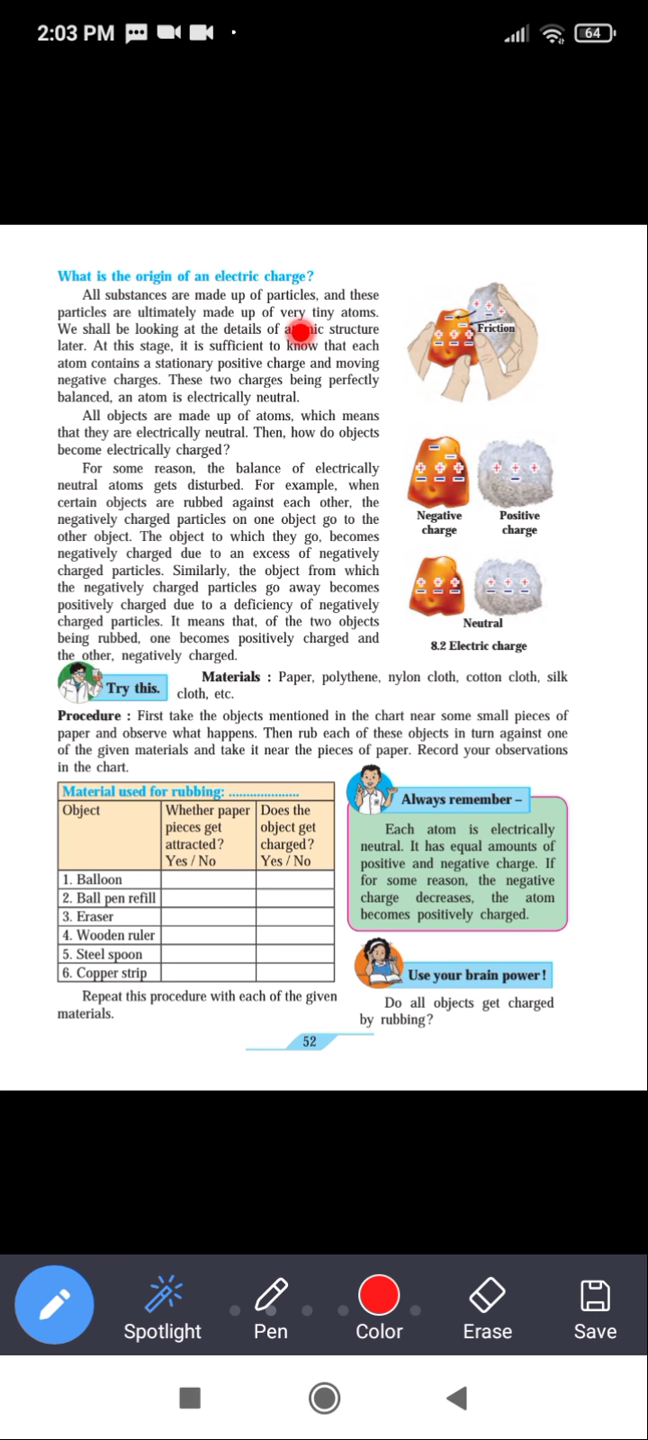 2:03 PM
64
What is the origin of an electric charge?
All substances are made up of particles, and these
particles are ultimately made up of very tiny atoms.
We shall be looking at the details of structure
later. At this stage, it is sufficient to know that each
atom contains a stationary positive charge and moving
negative charges. These two charges being perfectly
balanced, an atom is electrically neutral.
All objects are made up of atoms, which means
that they are electrically neutral. Then, how do objects
become electrically charged?
For some reason, the balance of electrically
neutral atoms gets disturbed. For example, when
certain objects are rubbed against each other, the
negatively charged particles on one object go to the
other object. The object to which they go, becomes
negatively charged due to an excess of negatively
charged particles. Similarly, the object from which
the negatively charged particles go away becomes
positively charged due to a deficiency of negatively
charged particles. It means that, of the two objects
being rubbed, one becomes positively charged and
the other, negatively charged.
Friction
Negative charge
Positive charge
Neutral
8.2 Electric charge
Try this.
Materials : Paper, polythene, nylon cloth, cotton cloth, silk
cloth, etc.
Procedure : First take the objects mentioned in the chart near some small pieces of
paper and observe what happens. Then rub each of these objects in turn against one
of the given materials and take it near the pieces of paper. Record your observations
in the chart.
Material used for rubbing: ....................
Object
Whether paper
pieces get
attracted?
Yes / No
Does the
object get
charged?
Yes / No
1. Balloon
2. Ball pen refill
3. Eraser
4. Wooden ruler
5. Steel spoon
6. Copper strip
Repeat this procedure with each of the given
materials.
Always remember –
Each atom is electrically
neutral. It has equal amounts of
positive and negative charge. If
for some reason, the negative
charge decreases, the atom
becomes positively charged.
Use your brain power!
Do all objects get charged
by rubbing?
52
Spotlight
Pen
Color
Erase
Save